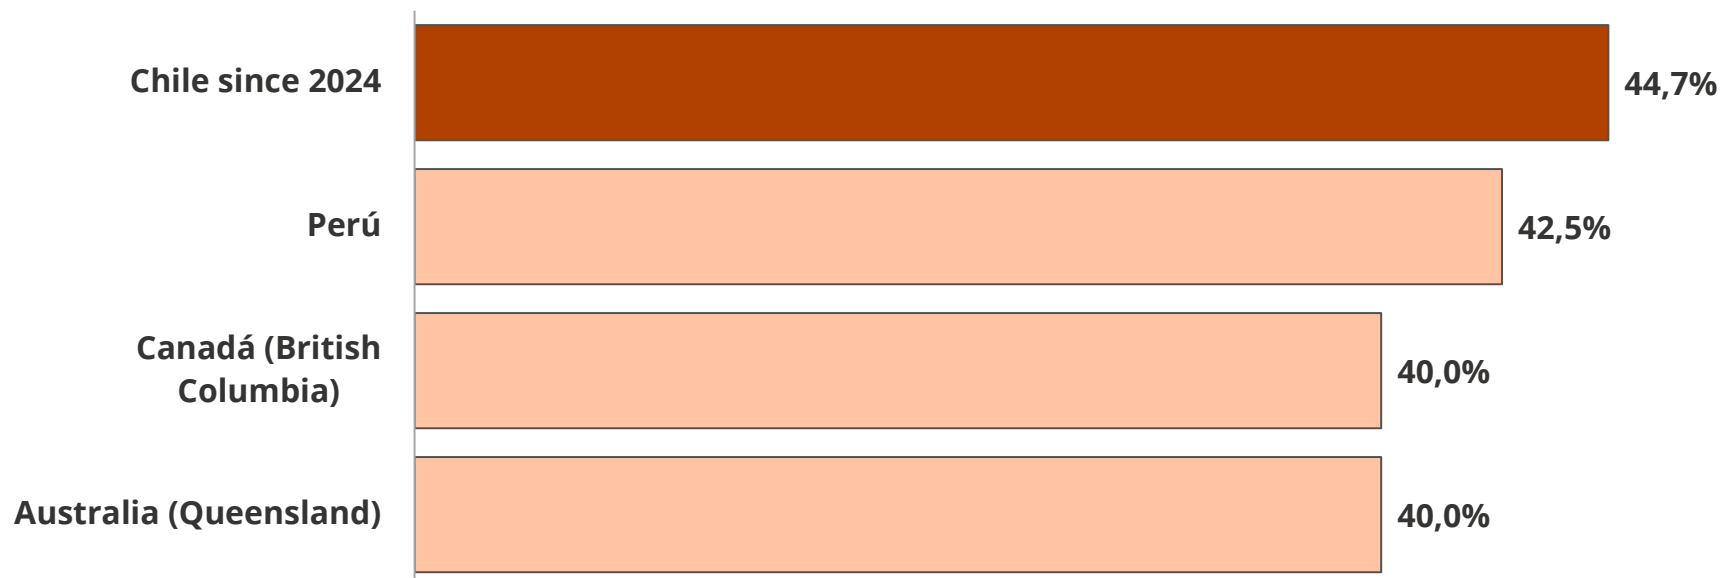 Chile since 2024
44,7%
Perú
42,5%
Canadá (British
Columbia)
40,0%
Australia (Queensland)
40,0%